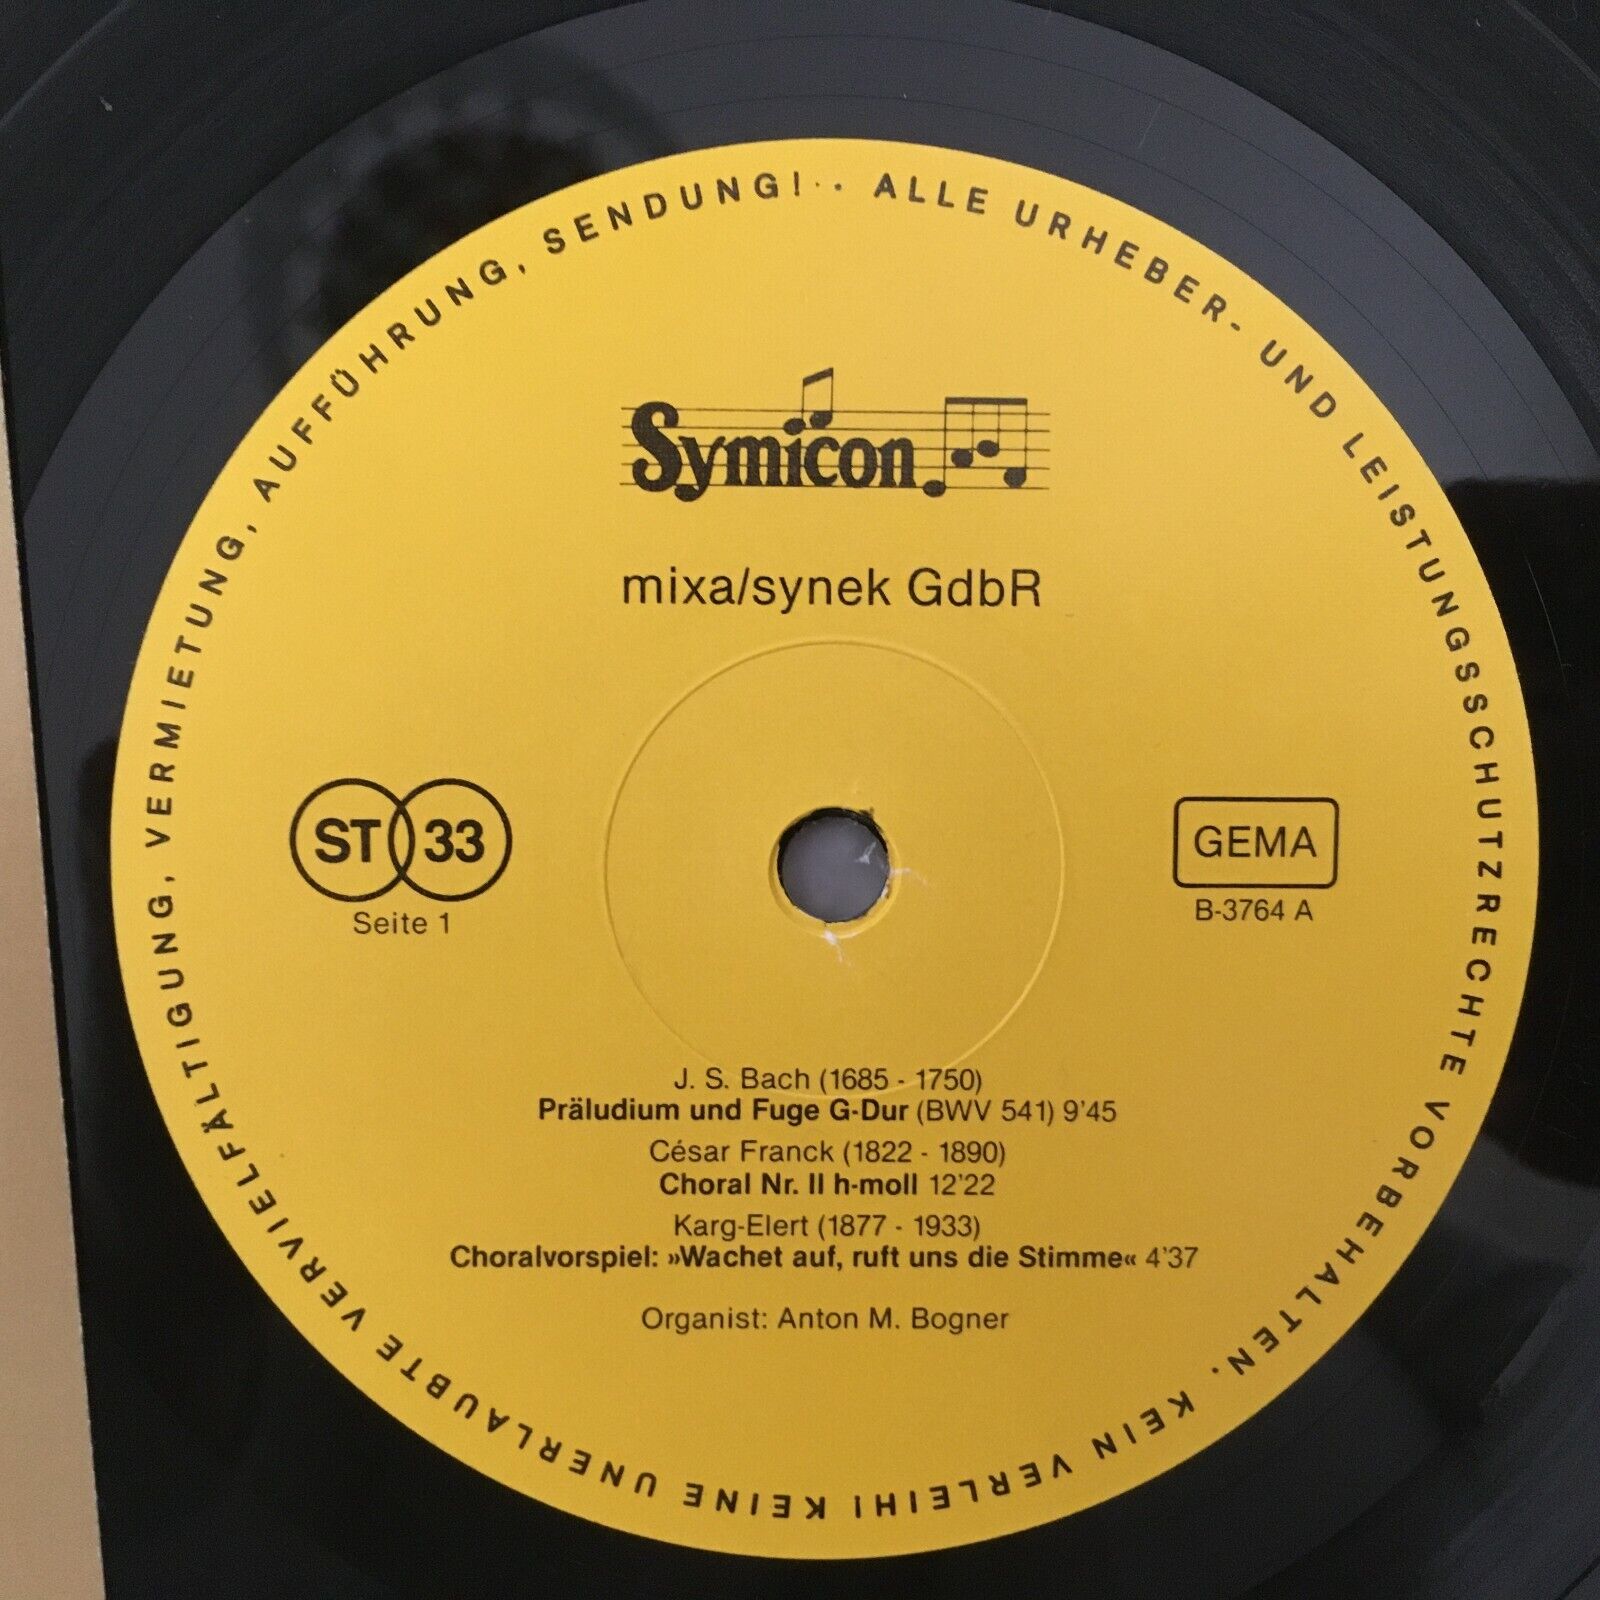 ALLE URHEBER- UND LEISTUNGSSCHUTZRECHTE VORBEHALTEN. KEIN VERLEIH! KEINE UNERLAUBTE VERVIELFÄLTIGUNG, VERMIETUNG, AUFFÜHRUNG, SENDUNG!
Symicon
mixa/synek GdbR
ST 33
Seite 1
GEMA
B-3764 A
J. S. Bach (1685 - 1750)
Präludium und Fuge G-Dur (BWV 541) 9'45
César Franck (1822 - 1890)
Choral Nr. II h-moll 12'22
Karg-Elert (1877 - 1933)
Choralvorspiel: »Wachet auf, ruft uns die Stimme« 4'37
Organist: Anton M. Bogner